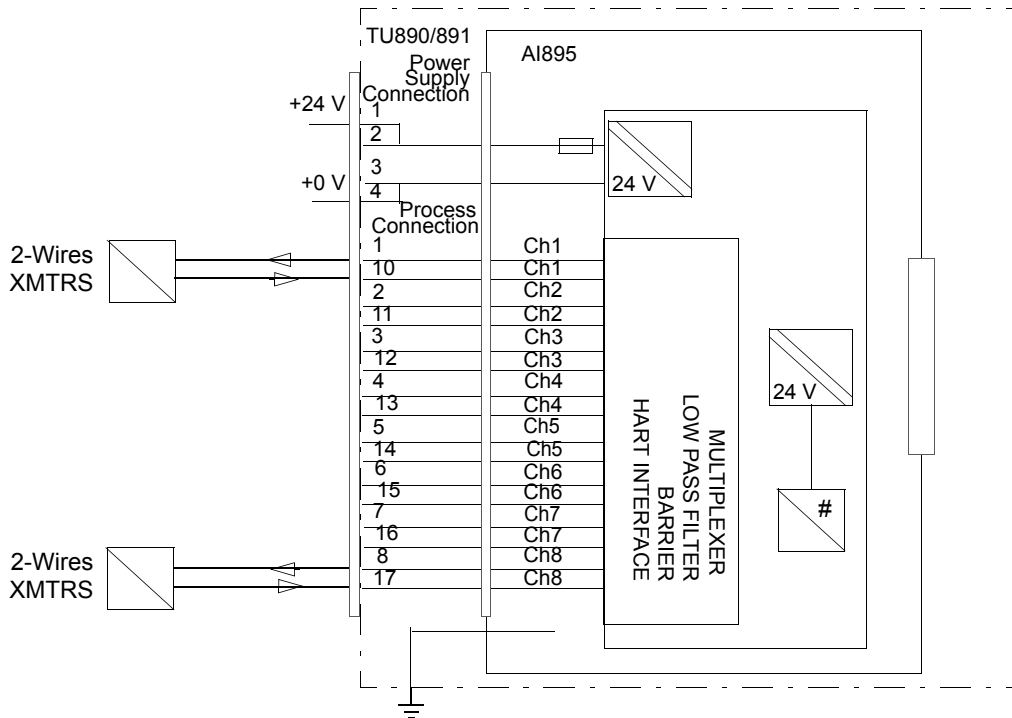 TU890/891
AI895
Power
Supply
Connection
+24 V
1
2
3
+0 V
4
24 V
Process
Connection
2-Wires
XMTRS
1 Ch1
10 Ch1
2 Ch2
11 Ch2
3 Ch3
12 Ch3
4 Ch4
13 Ch4
5 Ch5
14 Ch5
6 Ch6
15 Ch6
7 Ch7
16 Ch7
8 Ch8
17 Ch8
MULTIPLEXER
LOW PASS FILTER
BARRIER
HART INTERFACE
24 V
#
2-Wires
XMTRS